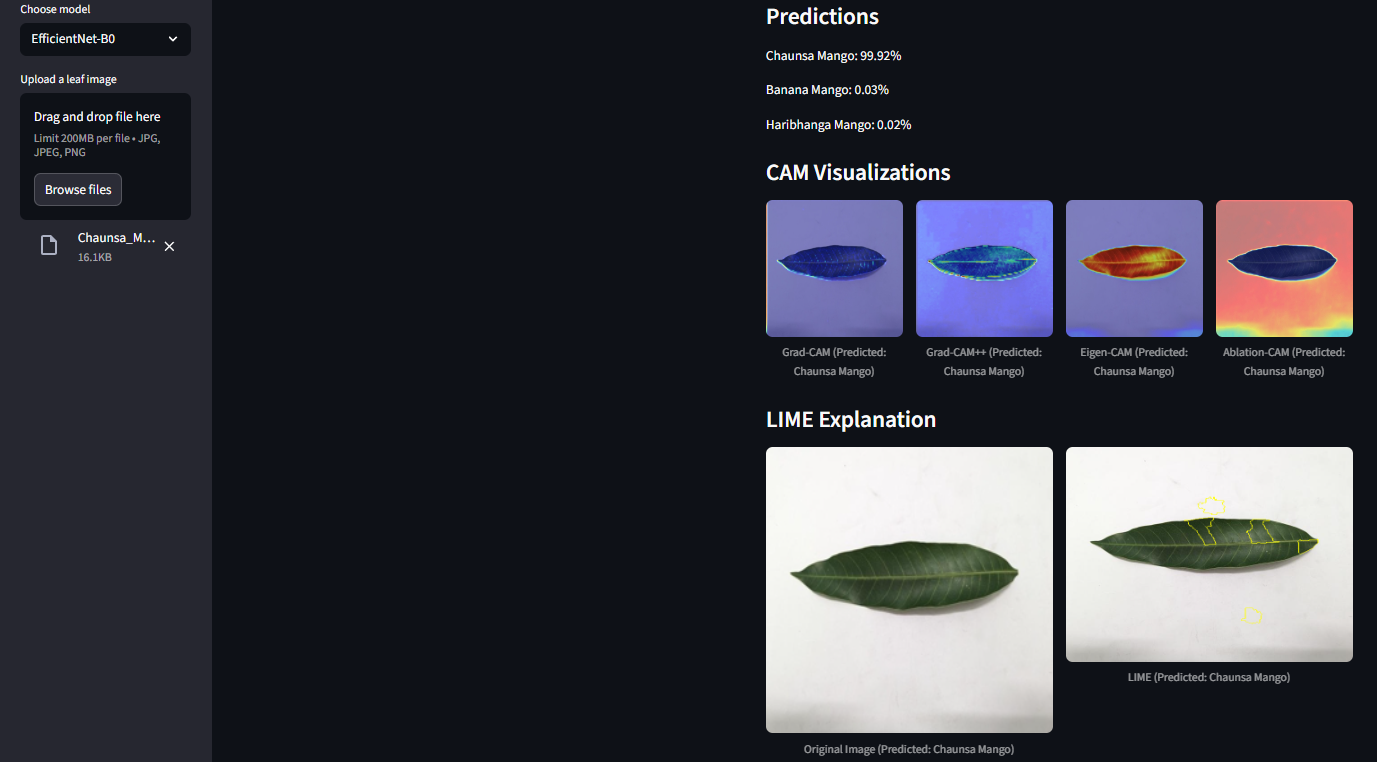 Choose model
EfficientNet-B0
Upload a leaf image
Drag and drop file here
Limit 200MB per file • JPG,
JPEG, PNG
Browse files
Chaunsa_M...
16.1KB
Predictions
Chaunsa Mango: 99.92%
Banana Mango: 0.03%
Haribhanga Mango: 0.02%
CAM Visualizations
Grad-CAM (Predicted:
Chaunsa Mango)
Grad-CAM++ (Predicted:
Chaunsa Mango)
Eigen-CAM (Predicted:
Chaunsa Mango)
Ablation-CAM (Predicted:
Chaunsa Mango)
LIME Explanation
Original Image (Predicted: Chaunsa Mango)
LIME (Predicted: Chaunsa Mango)